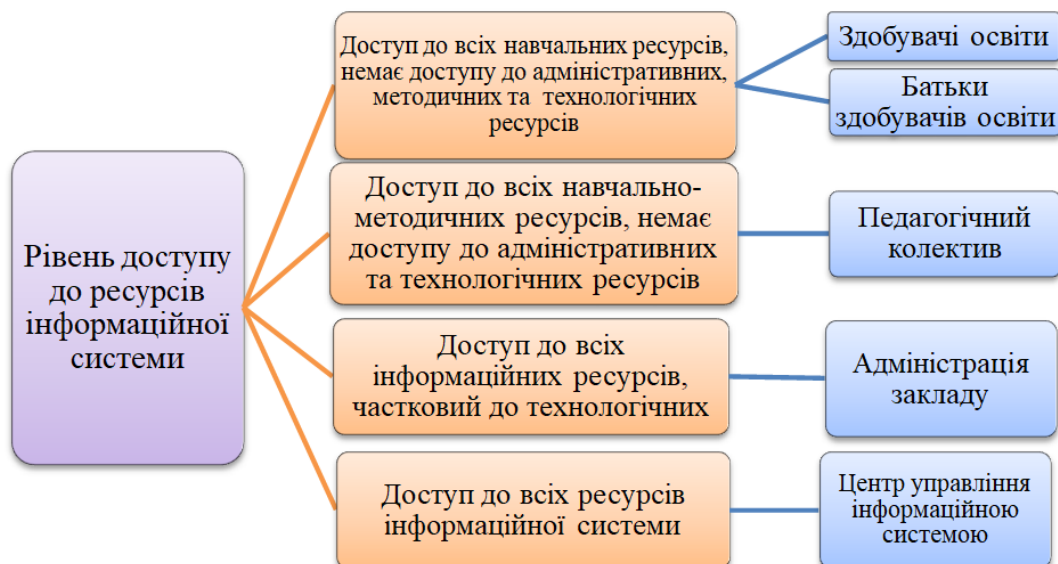 Рівень доступу
до ресурсів
інформаційної
системи
Доступ до всіх навчальних ресурсів,
немає доступу до адміністративних,
методичних та технологічних
ресурсів
Здобувачі освіти
Батьки
здобувачів освіти
Доступ до всіх навчально-
методичних ресурсів, немає
доступу до адміністративних
та технологічних ресурсів
Педагогічний
колектив
Доступ до всіх
інформаційних ресурсів,
частковий до технологічних
Адміністрація
закладу
Доступ до всіх ресурсів
інформаційної системи
Центр управління
інформаційною
системою